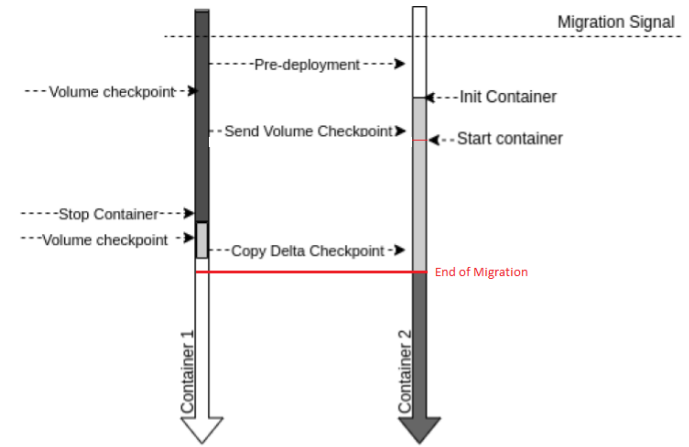 Migration Signal
Pre-deployment
Volume checkpoint
Init Container
Send Volume Checkpoint
Start container
Stop Container
Volume checkpoint
Copy Delta Checkpoint
End of Migration
Container 1
Container 2